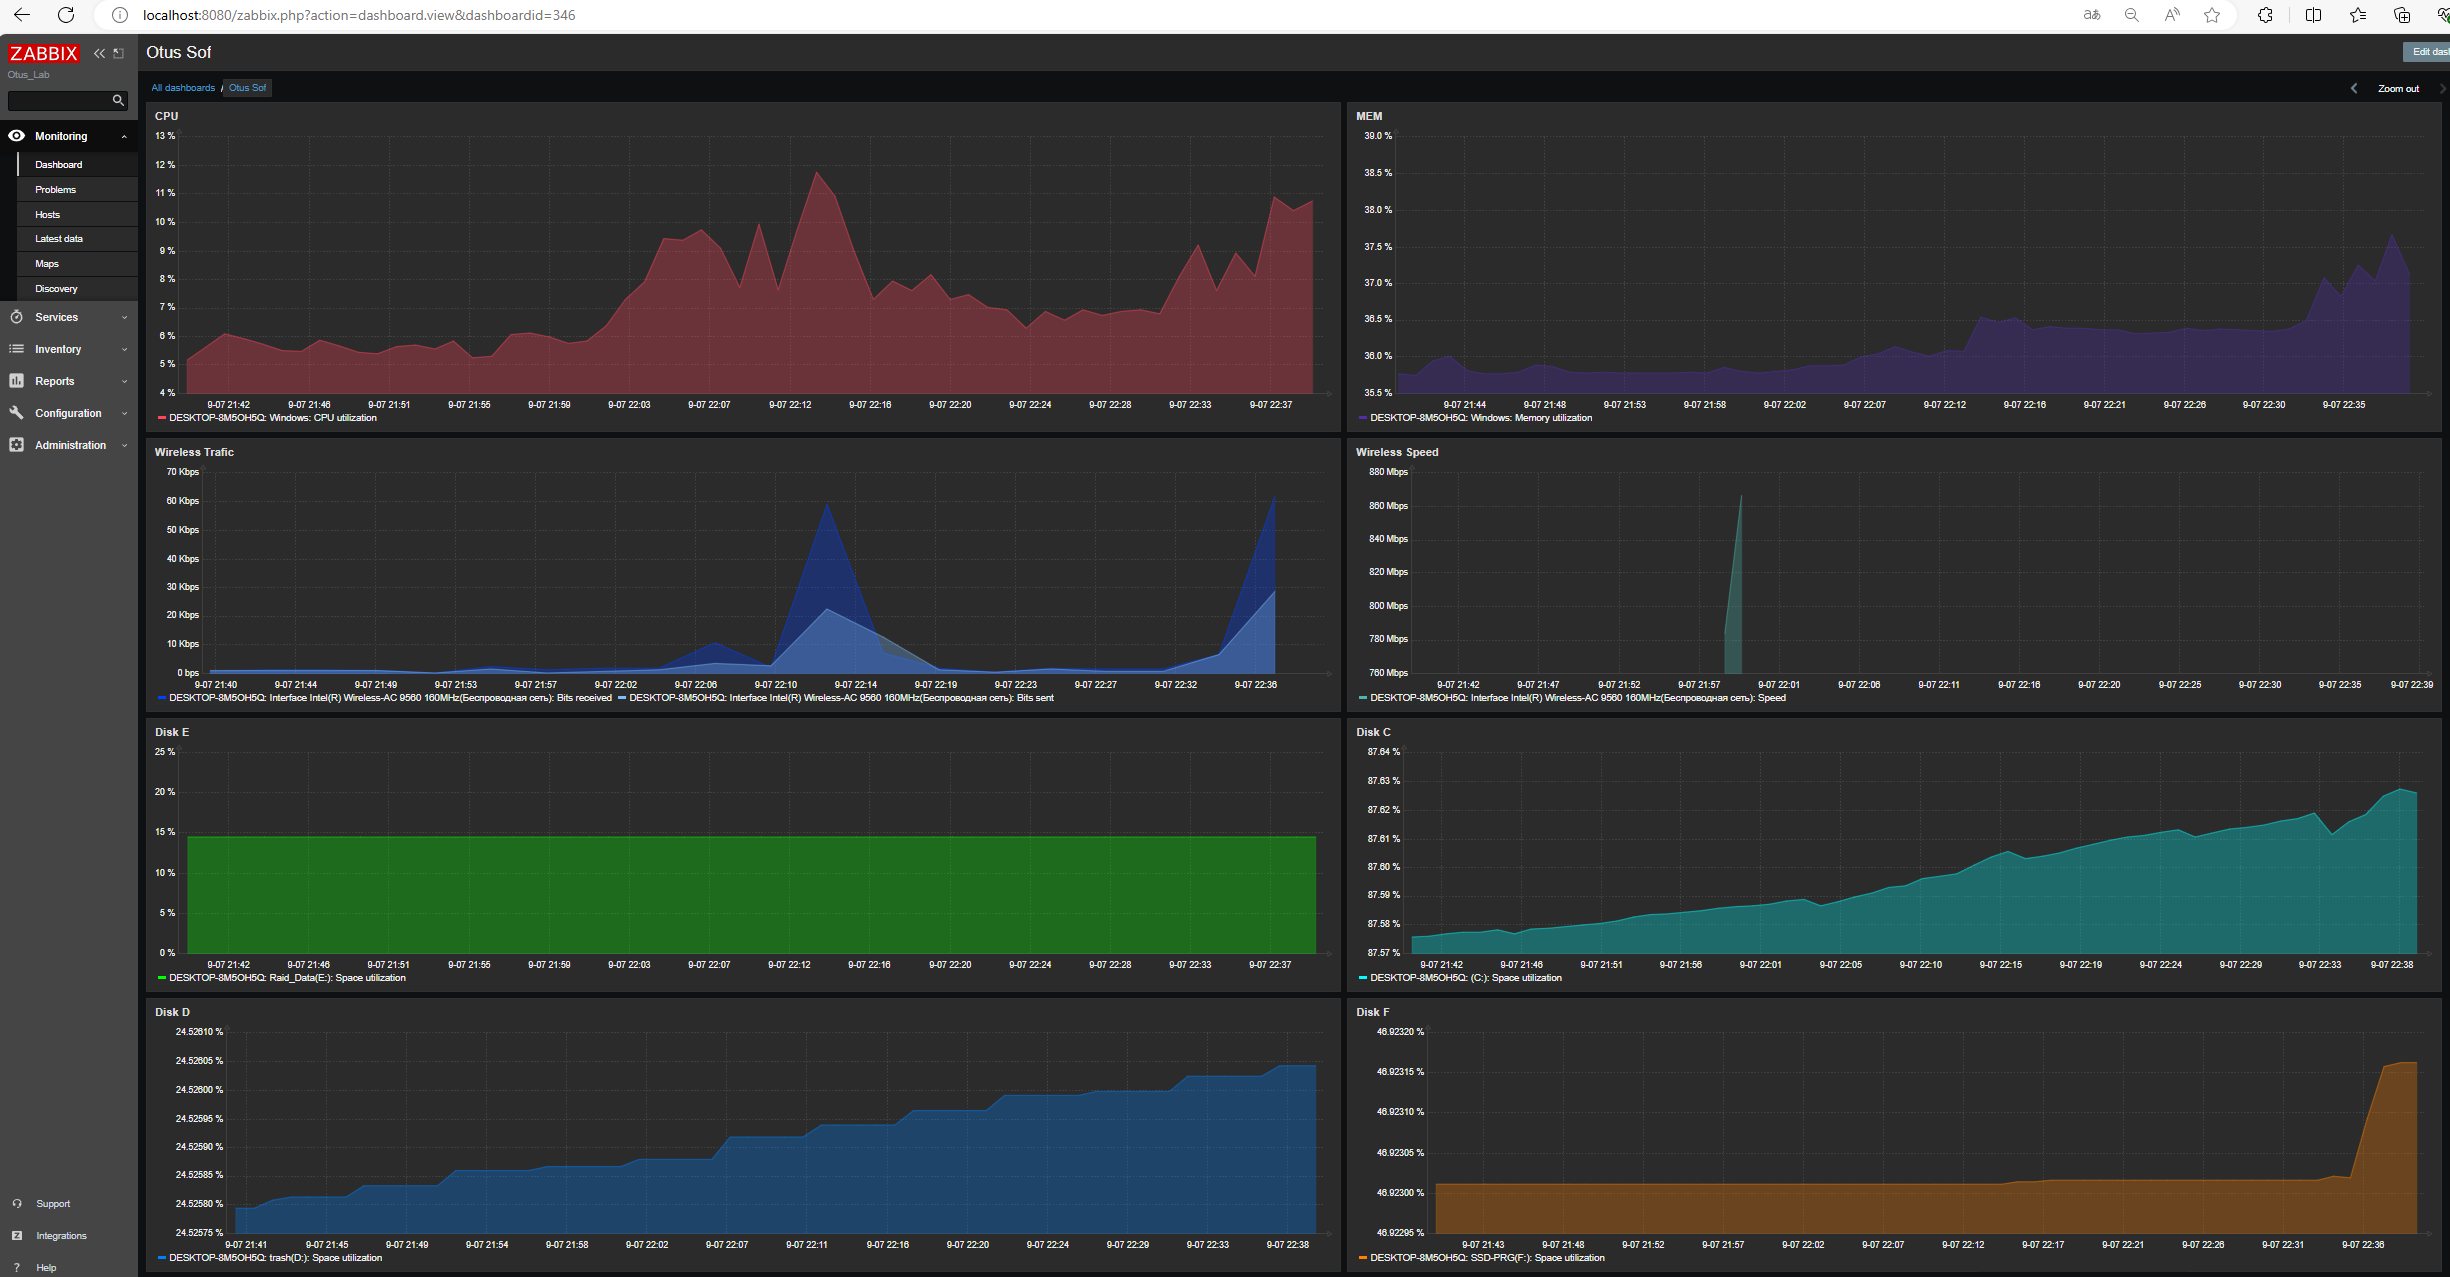 localhost:8080/zabbix.php?action=dashboard.view&dashboardid=346
ZABBIX
Otus_Lab
Monitoring
Dashboard
Problems
Hosts
Latest data
Maps
Discovery
Services
Inventory
Reports
Configuration
Administration
Support
Integrations
Help
Otus Sof
Edit das
All dashboards / Otus Sof
Zoom out
CPU
13 %
12 %
11 %
10 %
9 %
8 %
7 %
6 %
5 %
4 %
9-07 21:42 9-07 21:46 9-07 21:51 9-07 21:55 9-07 21:59 9-07 22:03 9-07 22:07 9-07 22:12 9-07 22:16 9-07 22:20 9-07 22:24 9-07 22:28 9-07 22:33 9-07 22:37
DESKTOP-8M5OH5Q: Windows: CPU utilization
MEM
39.0 %
38.5 %
38.0 %
37.5 %
37.0 %
36.5 %
36.0 %
35.5 %
9-07 21:44 9-07 21:48 9-07 21:53 9-07 21:58 9-07 22:02 9-07 22:07 9-07 22:12 9-07 22:16 9-07 22:21 9-07 22:26 9-07 22:30 9-07 22:35
DESKTOP-8M5OH5Q: Windows: Memory utilization
Wireless Trafic
70 Kbps
60 Kbps
50 Kbps
40 Kbps
30 Kbps
20 Kbps
10 Kbps
0 bps
9-07 21:40 9-07 21:44 9-07 21:49 9-07 21:53 9-07 21:57 9-07 22:02 9-07 22:06 9-07 22:10 9-07 22:14 9-07 22:19 9-07 22:23 9-07 22:27 9-07 22:32 9-07 22:36
DESKTOP-8M5OH5Q: Interface Intel(R) Wireless-AC 9560 160MHz(Беспроводная сеть): Bits received DESKTOP-8M5OH5Q: Interface Intel(R) Wireless-AC 9560 160MHz(Беспроводная сеть): Bits sent
Wireless Speed
880 Mbps
860 Mbps
840 Mbps
820 Mbps
800 Mbps
780 Mbps
760 Mbps
9-07 21:42 9-07 21:47 9-07 21:52 9-07 21:57 9-07 22:01 9-07 22:06 9-07 22:11 9-07 22:16 9-07 22:20 9-07 22:25 9-07 22:30 9-07 22:35 9-07 22:39
DESKTOP-8M5OH5Q: Interface Intel(R) Wireless-AC 9560 160MHz(Беспроводная сеть): Speed
Disk E
25 %
20 %
15 %
10 %
5 %
0 %
9-07 21:42 9-07 21:46 9-07 21:51 9-07 21:55 9-07 21:59 9-07 22:03 9-07 22:07 9-07 22:12 9-07 22:16 9-07 22:20 9-07 22:24 9-07 22:28 9-07 22:33 9-07 22:37
DESKTOP-8M5OH5Q: Raid_Data(E:): Space utilization
Disk C
87.64 %
87.63 %
87.62 %
87.61 %
87.60 %
87.59 %
87.58 %
87.57 %
9-07 21:42 9-07 21:46 9-07 21:51 9-07 21:56 9-07 22:01 9-07 22:05 9-07 22:10 9-07 22:15 9-07 22:19 9-07 22:24 9-07 22:29 9-07 22:33 9-07 22:38
DESKTOP-8M5OH5Q: (C:): Space utilization
Disk D
24.52610 %
24.52605 %
24.52600 %
24.52595 %
24.52590 %
24.52585 %
24.52580 %
24.52575 %
9-07 21:41 9-07 21:45 9-07 21:49 9-07 21:54 9-07 21:58 9-07 22:02 9-07 22:07 9-07 22:11 9-07 22:16 9-07 22:20 9-07 22:24 9-07 22:29 9-07 22:33 9-07 22:38
DESKTOP-8M5OH5Q: trash(D:): Space utilization
Disk F
46.92320 %
46.92315 %
46.92310 %
46.92305 %
46.92300 %
46.92295 %
9-07 21:43 9-07 21:48 9-07 21:52 9-07 21:57 9-07 22:02 9-07 22:07 9-07 22:12 9-07 22:17 9-07 22:21 9-07 22:26 9-07 22:31 9-07 22:36
DESKTOP-8M5OH5Q: SSD-PRG(F:): Space utilization